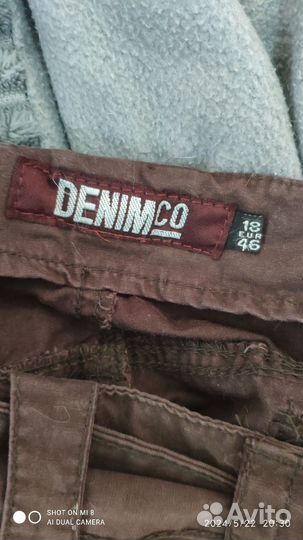 DENIMCO
18
EUR
46
SHOT ON MI 8
AI DUAL CAMERA
2024/5/22 20:30
Avito